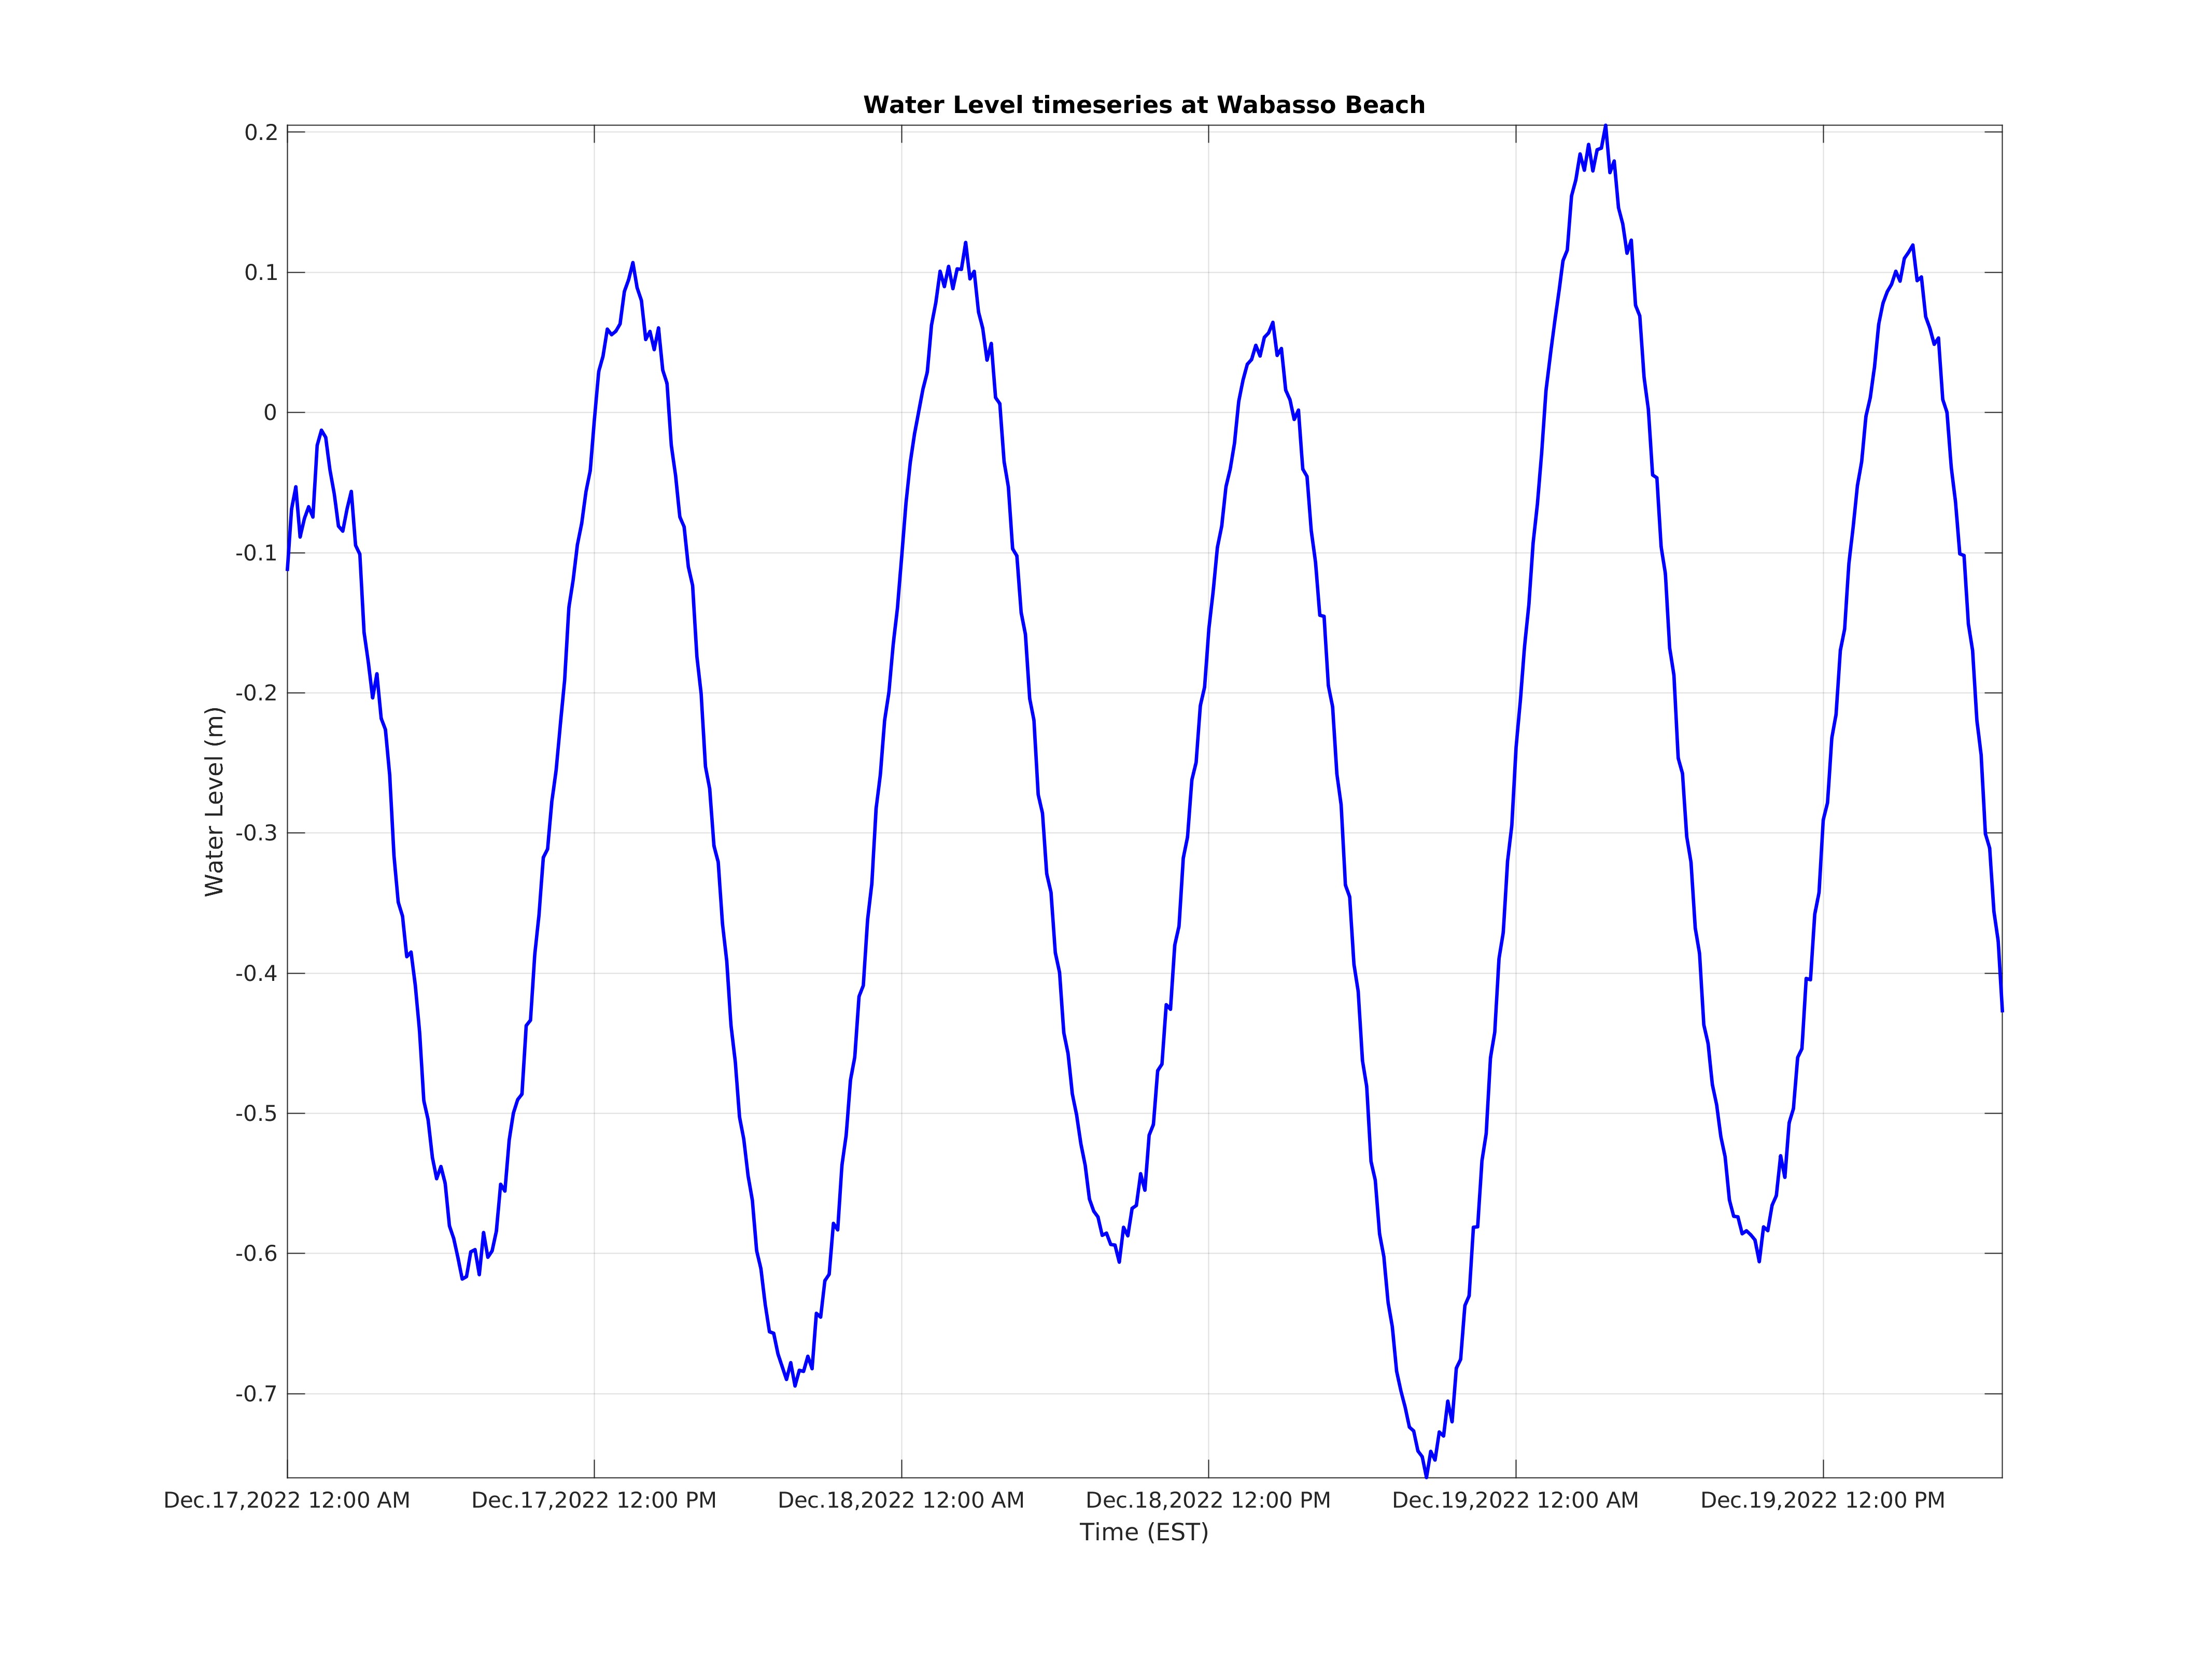 Water Level timeseries at Wabasso Beach
0.2
0.1
0
-0.1
-0.2
-0.3
-0.4
-0.5
-0.6
-0.7
Water Level (m)
Dec.17,2022 12:00 AM Dec.17,2022 12:00 PM Dec.18,2022 12:00 AM Dec.18,2022 12:00 PM Dec.19,2022 12:00 AM Dec.19,2022 12:00 PM
Time (EST)